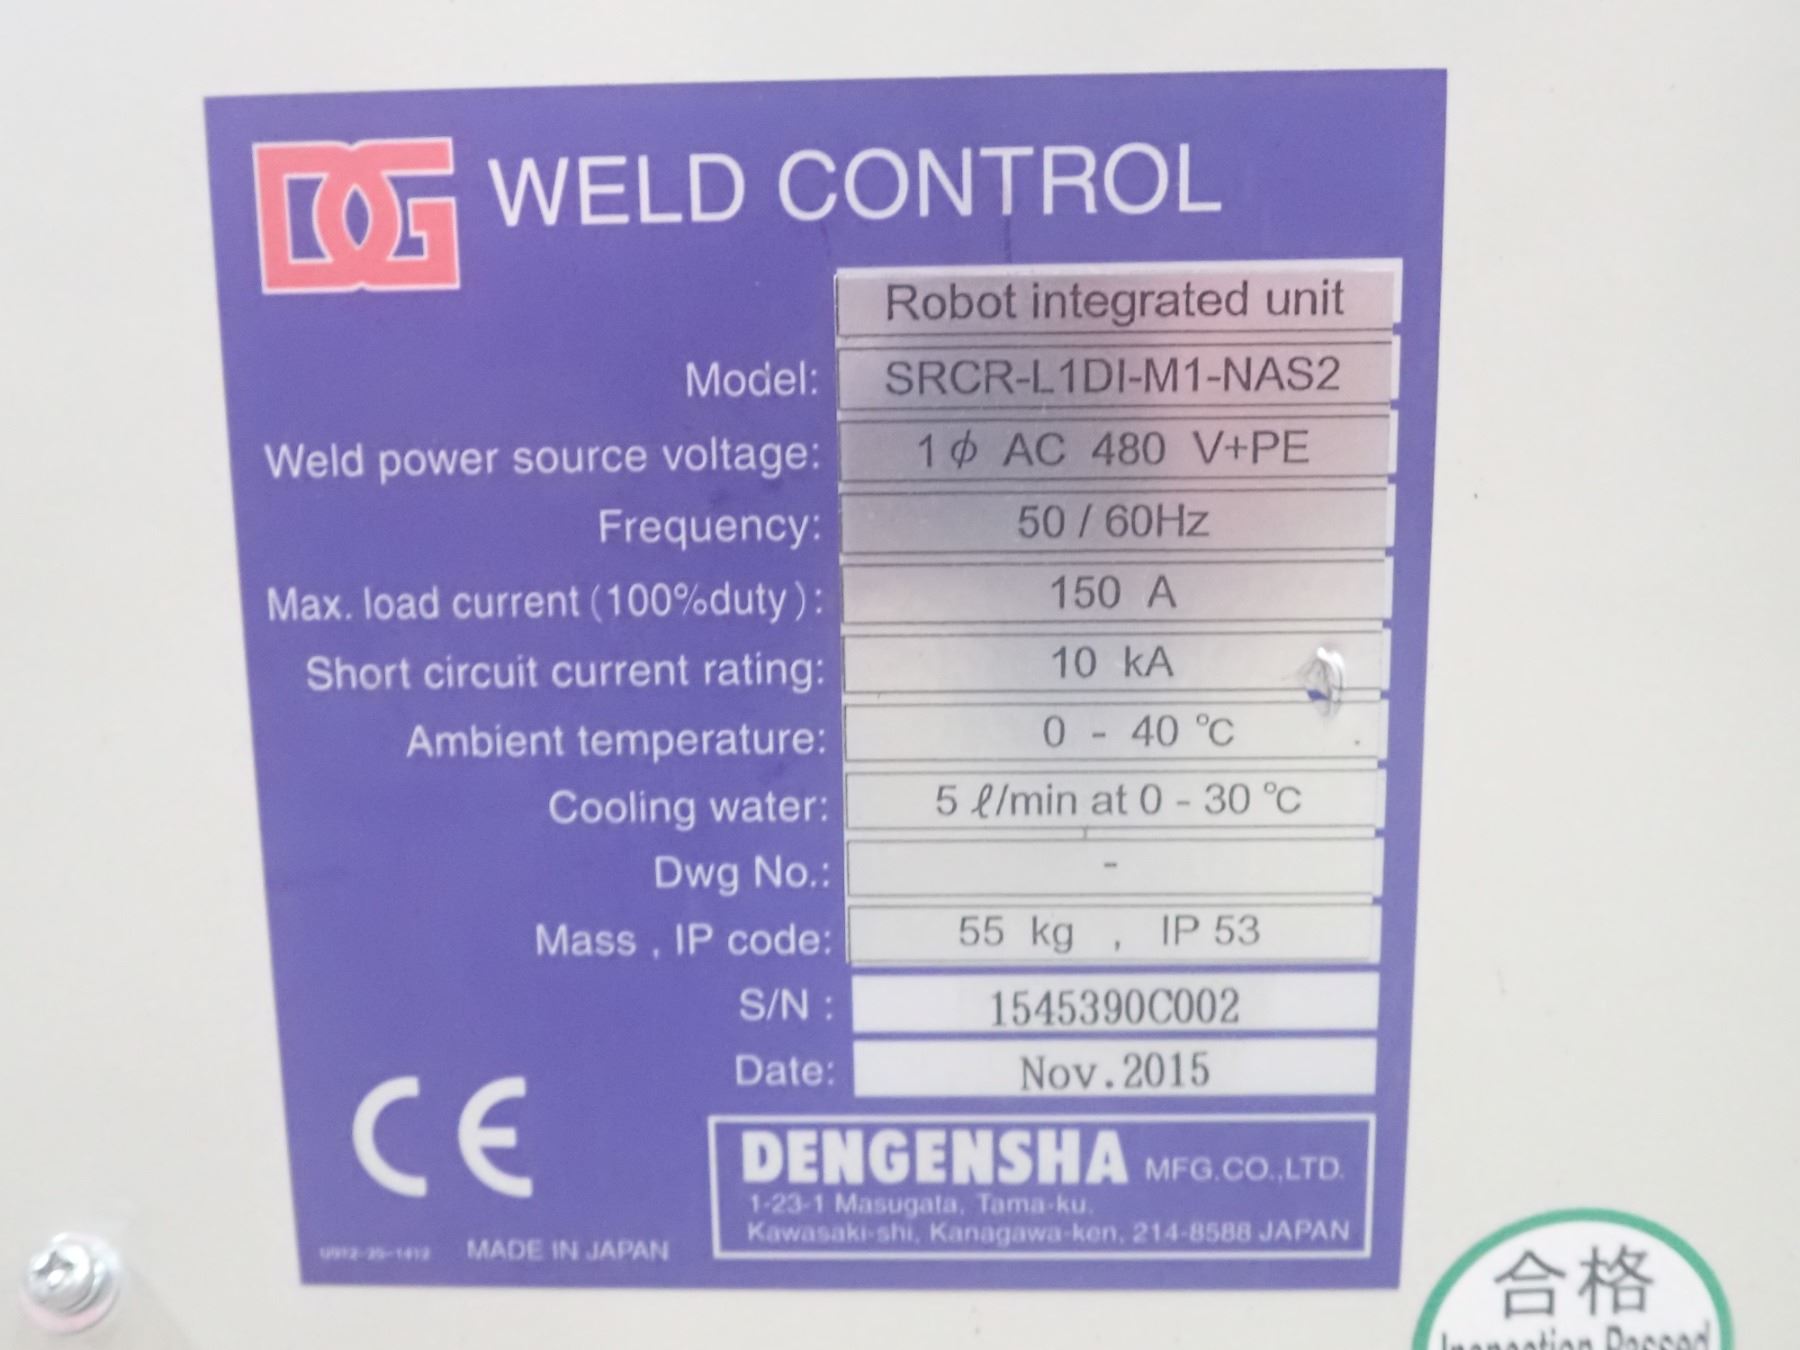 DG WELD CONTROL
Robot integrated unit
Model: SRCR-L1DI-M1-NAS2
Weld power source voltage: 1 ϕ AC 480 V+PE
Frequency: 50 / 60Hz
Max. load current (100%duty): 150 A
Short circuit current rating: 10 kA
Ambient temperature: 0 - 40 ℃
Cooling water: 5 ℓ/min at 0 - 30 ℃
Dwg No.: -
Mass , IP code: 55 kg , IP 53
S/N : 1545390C002
Date: Nov.2015
CE
DENGENSHA MFG.CO.,LTD.
1-23-1 Masugata, Tama-ku.
Kawasaki-shi, Kanagawa-ken, 214-8588 JAPAN
MADE IN JAPAN
合格
Inspection Passed